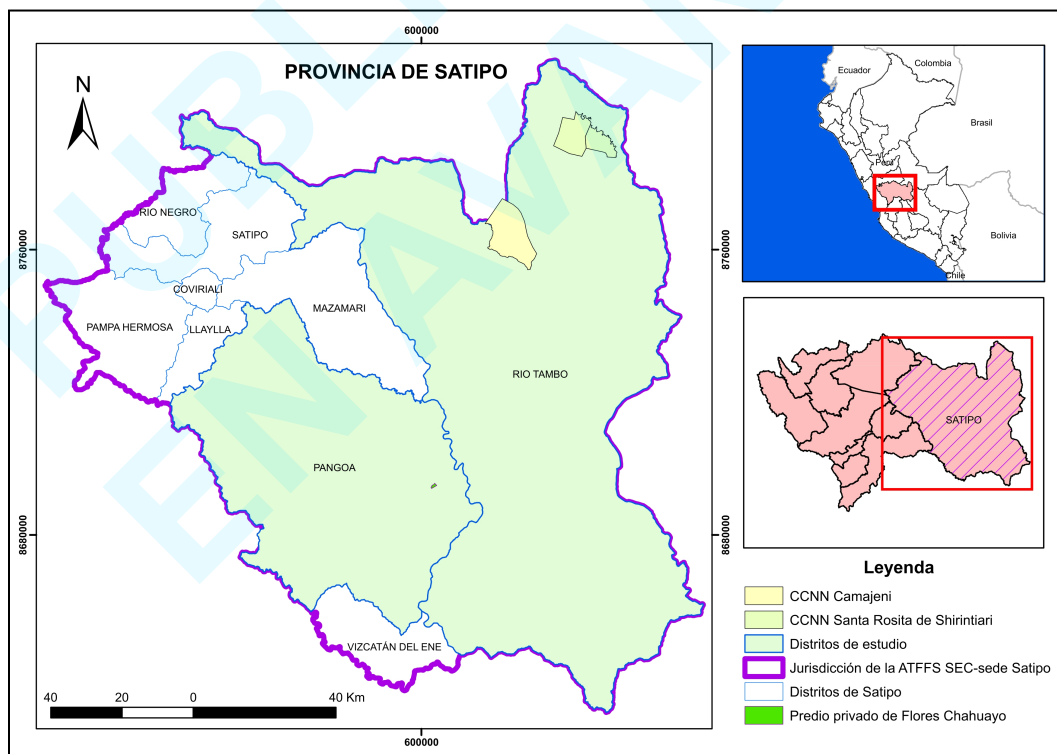 600000
PROVINCIA DE SATIPO
N
RIO NEGRO
SATIPO
8760000
8760000
COVIRIALI
MAZAMARI
PAMPA HERMOSA
LLAYLLA
RIO TAMBO
PANGOA
8680000
8680000
VIZCATÁN DEL ENE
40 20 0 40 Km
600000
Ecuador
Colombia
Brasil
Perú
Bolivia
Chile
SATIPO
Leyenda
CCNN Camajeni
CCNN Santa Rosita de Shirintiari
Distritos de estudio
Jurisdicción de la ATFFS SEC-sede Satipo
Distritos de Satipo
Predio privado de Flores Chahuayo